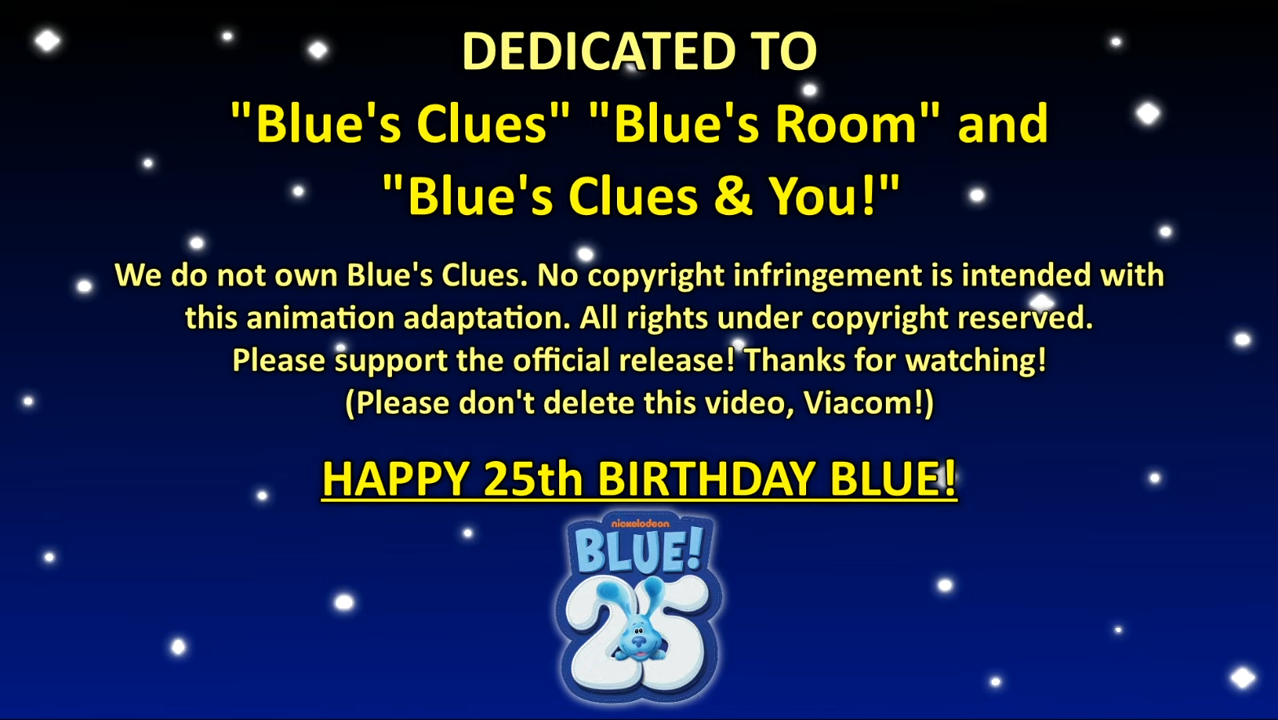 DEDICATED TO
"Blue's Clues" "Blue's Room" and
"Blue's Clues & You!"
We do not own Blue's Clues. No copyright infringement is intended with
this animation adaptation. All rights under copyright reserved.
Please support the official release! Thanks for watching!
(Please don't delete this video, Viacom!)
HAPPY 25th BIRTHDAY BLUE!
nickelodeon
BLUE!
25